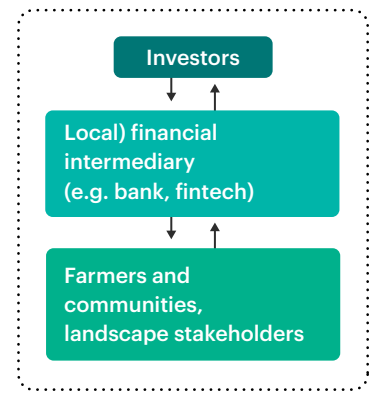 Investors
Local) financial
intermediary
(e.g. bank, fintech)
Farmers and
communities,
landscape stakeholders